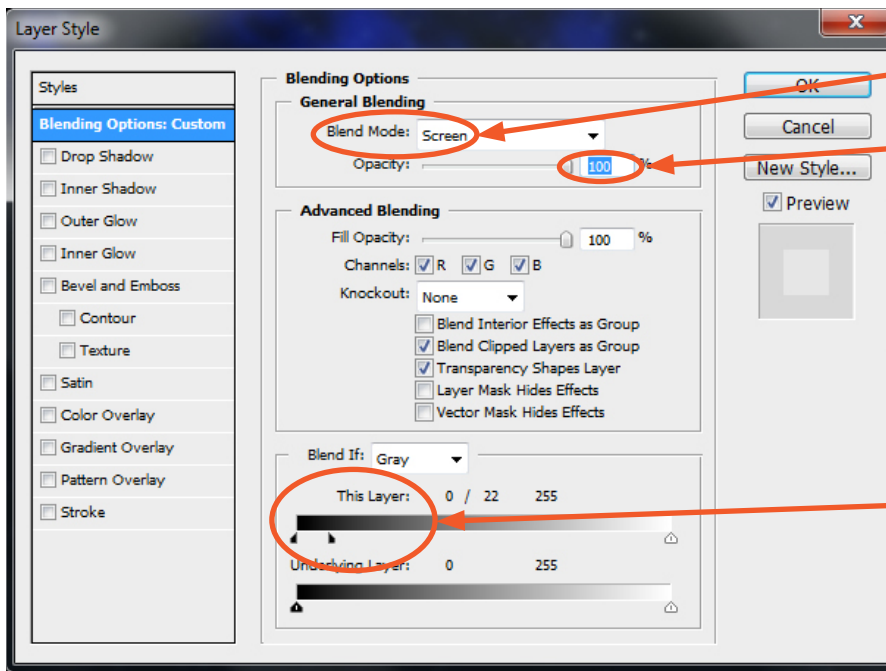 Layer Style
Styles
Blending Options: Custom
Drop Shadow
Inner Shadow
Outer Glow
Inner Glow
Bevel and Emboss
Contour
Texture
Satin
Color Overlay
Gradient Overlay
Pattern Overlay
Stroke
Blending Options
General Blending
Blend Mode: Screen
Opacity: 100 %
Advanced Blending
Fill Opacity: 100 %
Channels: R G B
Knockout: None
Blend Interior Effects as Group
Blend Clipped Layers as Group
Transparency Shapes Layer
Layer Mask Hides Effects
Vector Mask Hides Effects
Blend If: Gray
This Layer: 0 / 22 255
Underlying Layer: 0 255
OK
Cancel
New Style...
Preview